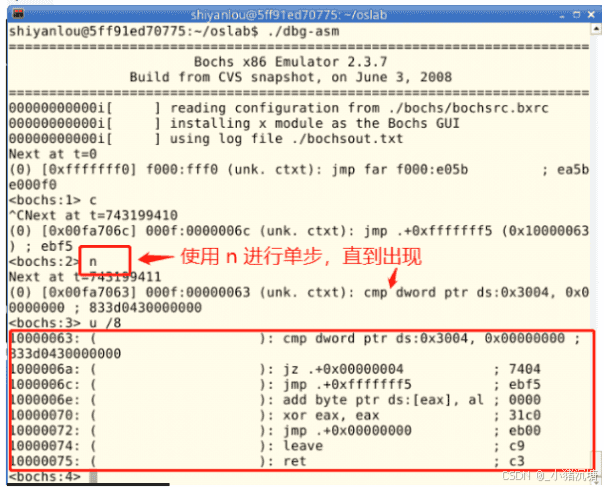 shiyanlou@5ff91ed70775:~/oslab
shiyanlou@5ff91ed70775:~/oslab$ ./dbg-asm
========================================================================
Bochs x86 Emulator 2.3.7
Build from CVS snapshot, on June 3, 2008
========================================================================
00000000000i[     ] reading configuration from ./bochs/bochsrc.bxrc
00000000000i[     ] installing x module as the Bochs GUI
00000000000i[     ] using log file ./bochsout.txt
Next at t=0
(0) [0xfffffff0] f000:fff0 (unk. ctxt): jmp far f000:e05b         ; ea5b
e000f0
<bochs:1> c
^CNext at t=743199410
(0) [0x00fa706c] 000f:0000006c (unk. ctxt): jmp .+0xfffffff5 (0x10000063
) ; ebf5
<bochs:2> n
使用 n 进行单步，直到出现
Next at t=743199411
(0) [0x00fa7063] 000f:00000063 (unk. ctxt): cmp dword ptr ds:0x3004, 0x0
0000000 ; 833d0430000000
<bochs:3> u /8
10000063: (                    ): cmp dword ptr ds:0x3004, 0x00000000 ;
833d0430000000
1000006a: (                    ): jz .+0x00000004           ; 7404
1000006c: (                    ): jmp .+0xfffffff5          ; ebf5
1000006e: (                    ): add byte ptr ds:[eax], al ; 0000
10000070: (                    ): xor eax, eax              ; 31c0
10000072: (                    ): jmp .+0x00000000          ; eb00
10000074: (                    ): leave                     ; c9
10000075: (                    ): ret                       ; c3
<bochs:4>
CSDN @_小猪沉塘